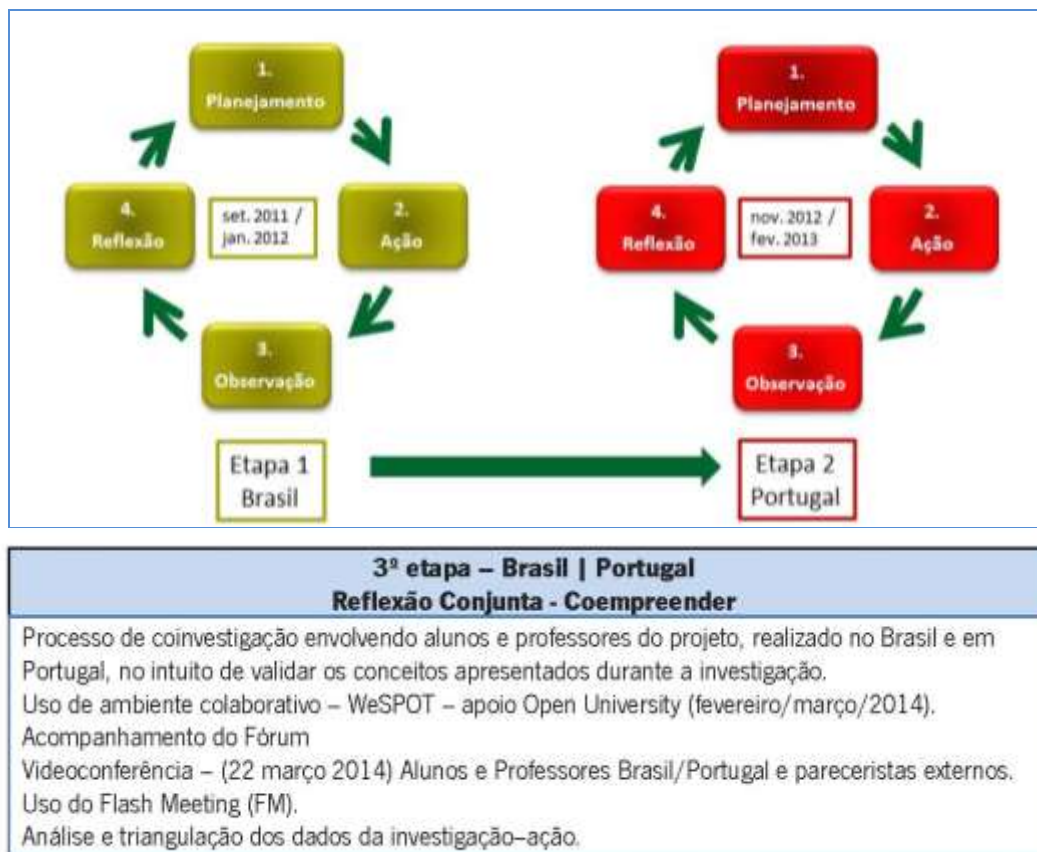 1.
Planejamento
4.
Reflexão
set. 2011 /
jan. 2012
2.
Ação
3.
Observação
Etapa 1
Brasil
1.
Planejamento
4.
Reflexão
nov. 2012 /
fev. 2013
2.
Ação
3.
Observação
Etapa 2
Portugal
3ª etapa – Brasil | Portugal
Reflexão Conjunta - Coempreender
Processo de coinvestigação envolvendo alunos e professores do projeto, realizado no Brasil e em
Portugal, no intuito de validar os conceitos apresentados durante a investigação.
Uso de ambiente colaborativo – WeSPOT – apoio Open University (fevereiro/março/2014).
Acompanhamento do Fórum
Videoconferência – (22 março 2014) Alunos e Professores Brasil/Portugal e pareceristas externos.
Uso do Flash Meeting (FM).
Análise e triangulação dos dados da investigação–ação.